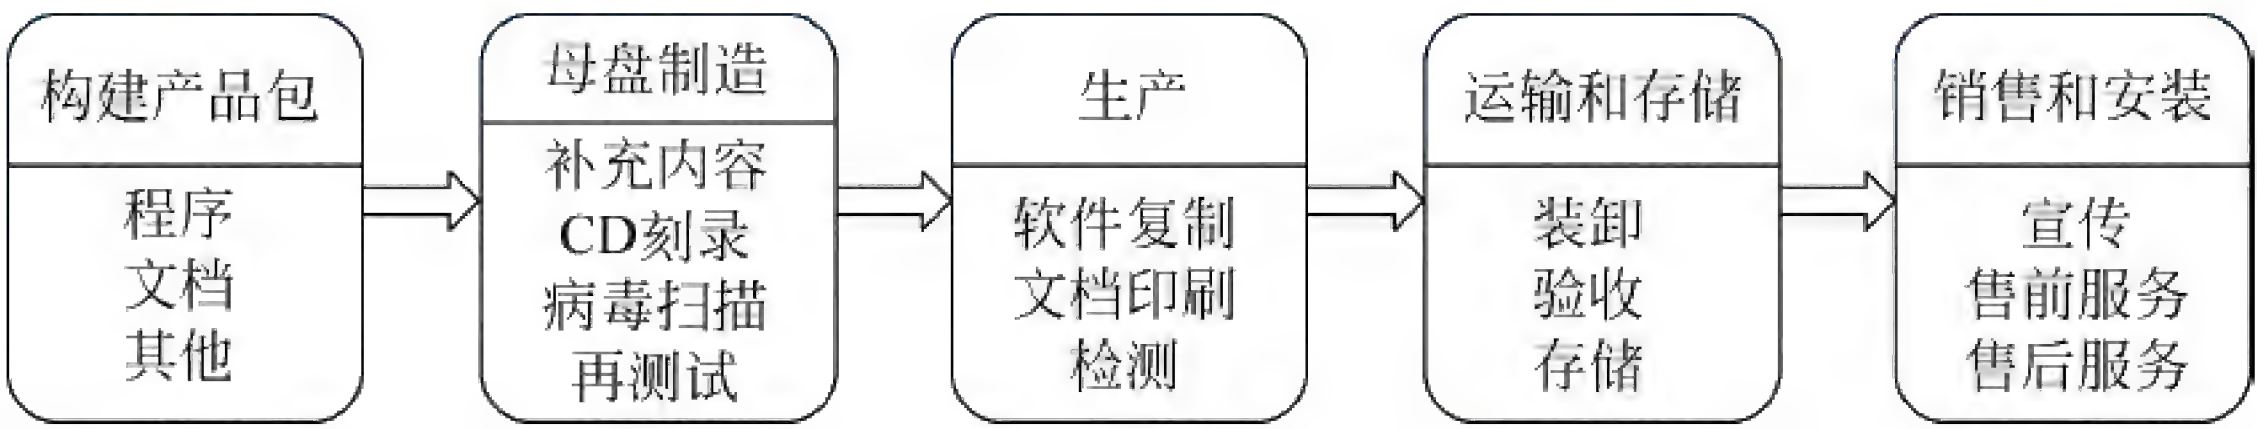 构建产品包
程序
文档
其他
母盘制造
补充内容
CD刻录
病毒扫描
再测试
生产
软件复制
文档印刷
检测
运输和存储
装卸
验收
存储
销售和安装
宣传
售前服务
售后服务